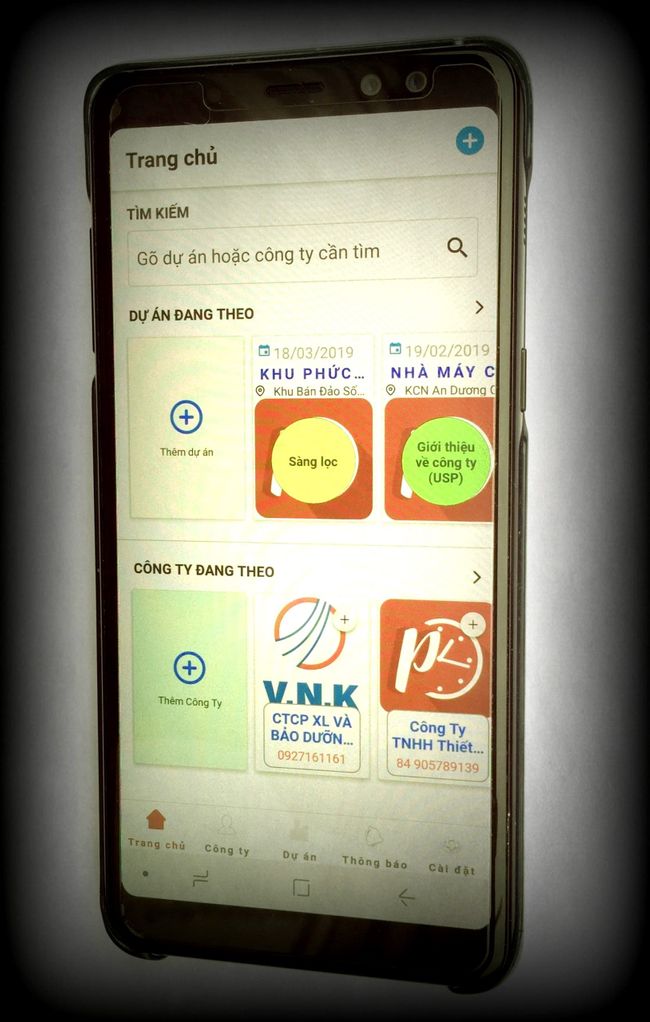 Trang chủ
TÌM KIẾM
Gõ dự án hoặc công ty cần tìm
DỰ ÁN ĐANG THEO
Thêm dự án
18/03/2019
KHU PHỨC...
Khu Bán Đảo Số...
Sàng lọc
19/02/2019
NHÀ MÁY C
KCN An Dương
Giới thiệu
về công ty
(USP)
CÔNG TY ĐANG THEO
Thêm Công Ty
V.N.K
CTCP XL VÀ
BẢO DƯỠN...
0927161161
Công Ty
TNHH Thiết...
84 905789139
Trang chủ
Công ty
Dự án
Thông báo
Cài đặt